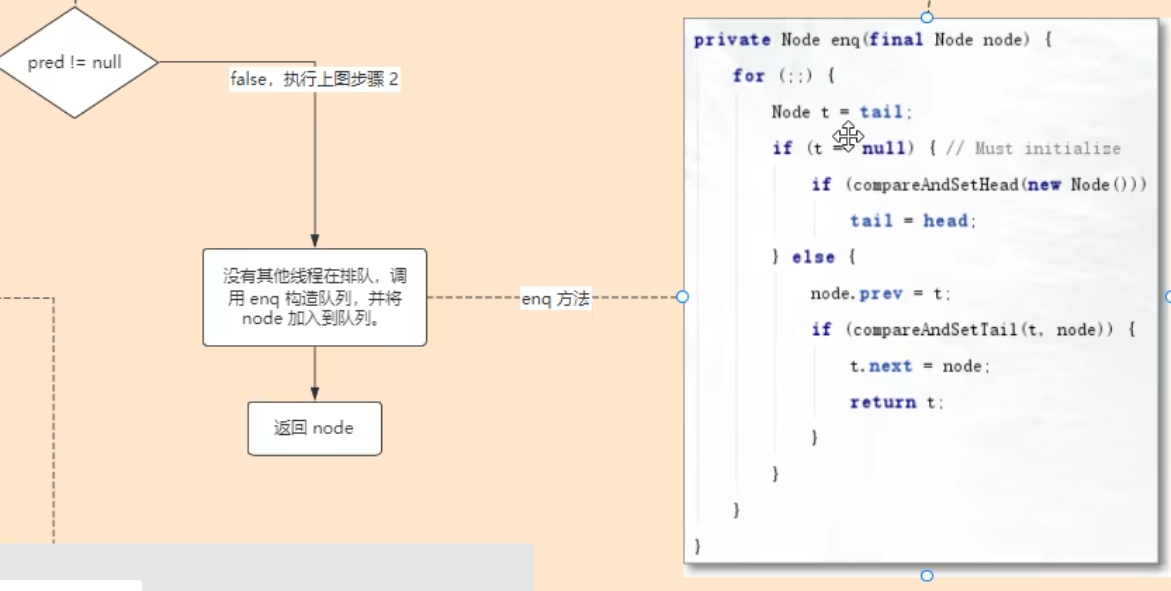 pred != null
false，执行上图步骤 2
没有其他线程在排队，调
用 enq 构造队列，并将
node 加入到队列。
返回 node
enq 方法
private Node enq(final Node node) {
for (;;) {
Node t = tail;
if (t == null) { // Must initialize
if (compareAndSetHead(new Node()))
tail = head;
} else {
node.prev = t;
if (compareAndSetTail(t, node)) {
t.next = node;
return t;
}
}
}
}